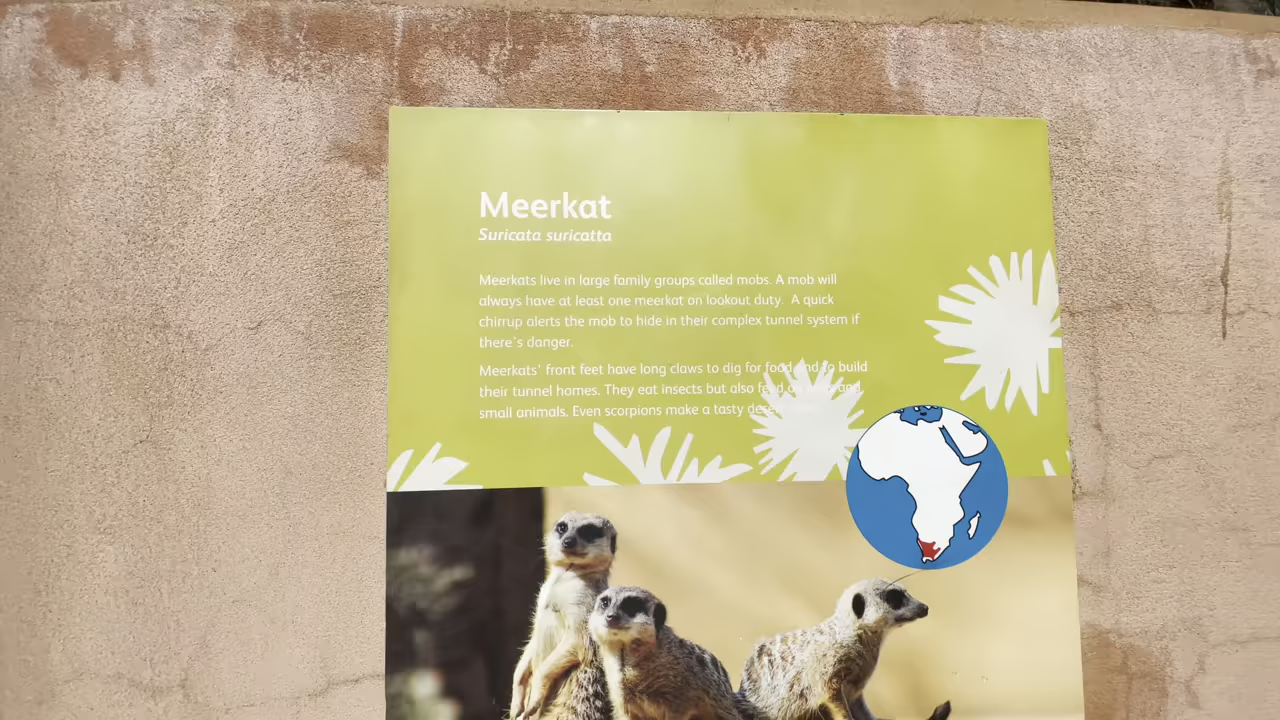 Meerkat
Suricata suricatta
Meerkats live in large family groups called mobs. A mob will
always have at least one meerkat on lookout duty. A quick
chirrup alerts the mob to hide in their complex tunnel system if
there's danger.
Meerkats' front feet have long claws to dig for food and to build
their tunnel homes. They eat insects but also feed on and
small animals. Even scorpions make a tasty